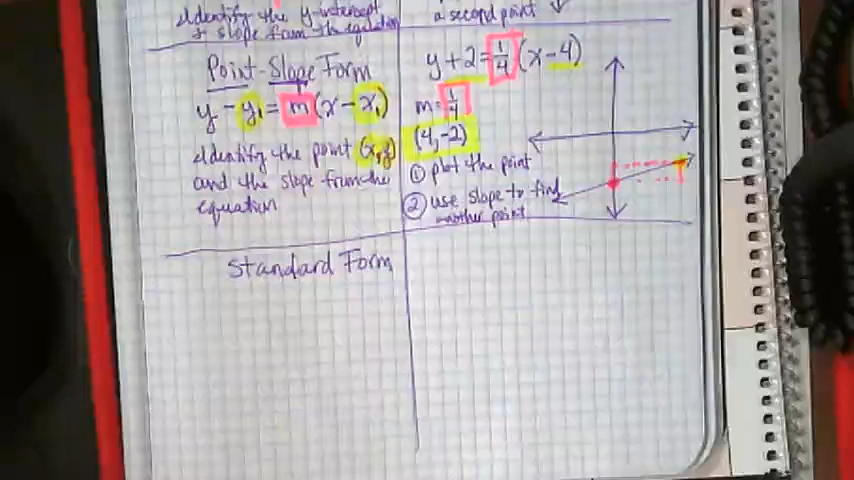 Identify the y-intercept
& slope from the equation
a second point
Point-Slope Form
y - y₁ = m(x - x₁)
Identify the point (x,y)
and the slope from the
equation
y + 2 = 1/4 (x - 4)
m = 1/4
(4, -2)
① plot the point
② use slope to find
another point
Standard Form